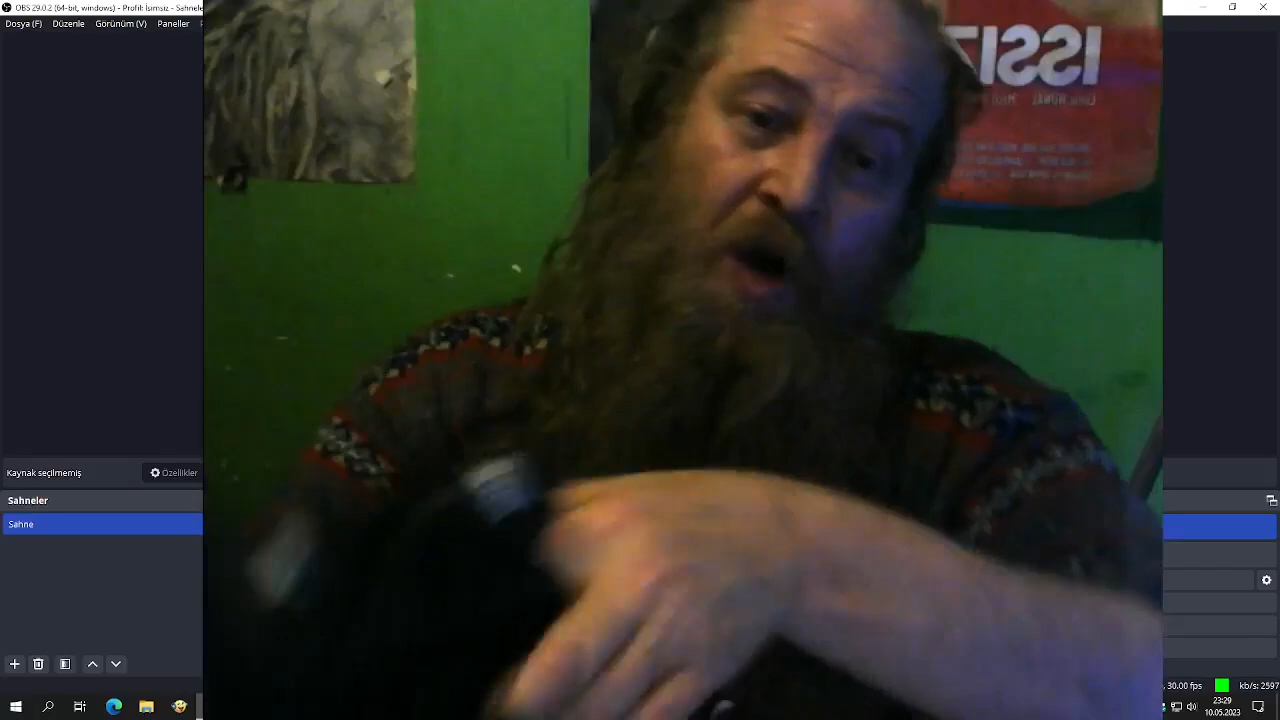 OBS 29.0.2 (64-bit, windows) - Profil: İsimsiz - Sahnele
Dosya (F) Düzenle Görünüm (V) Paneller
ISSIZ
Kaynak seçilmemiş Özellikler
Sahneler
Sahne
30.00 fps kb/s: 2597
23:29
10.05.2023